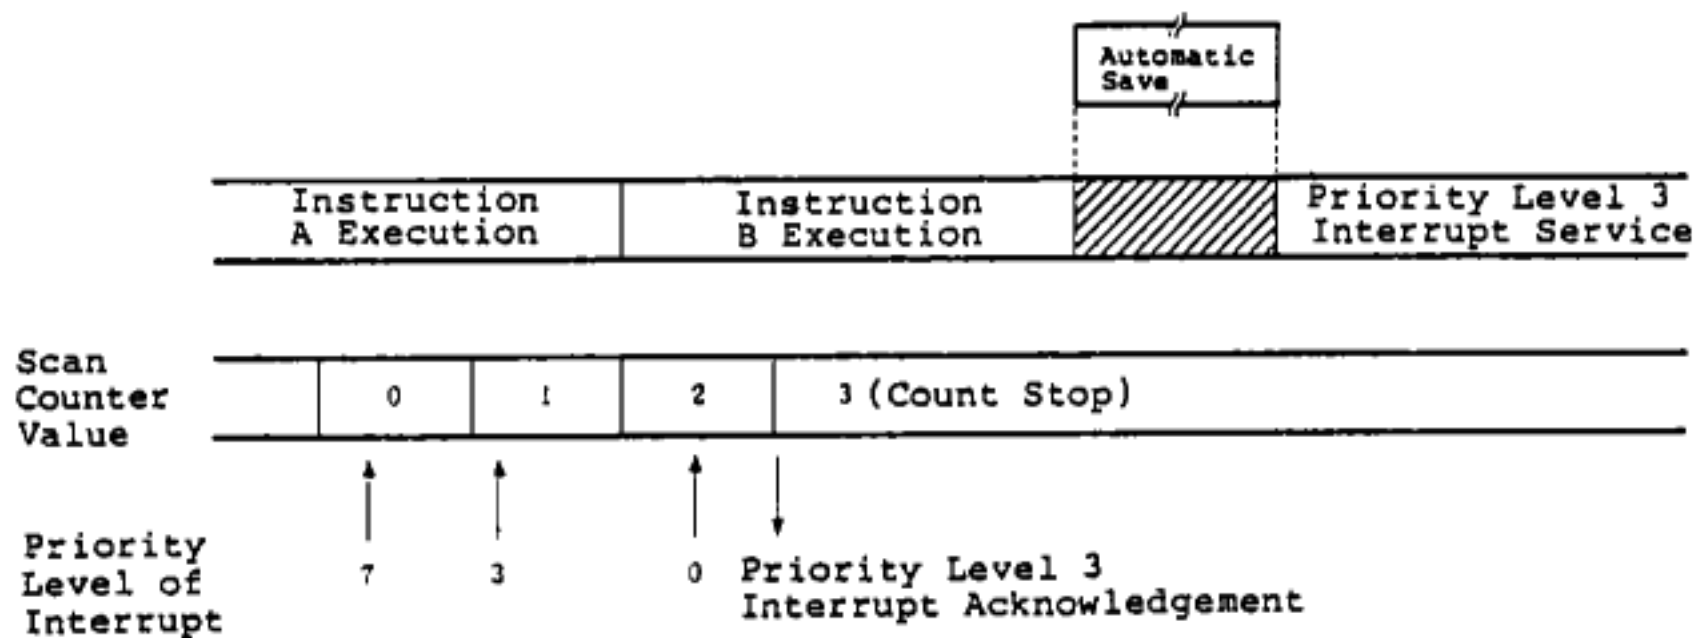 Automatic
Save
Instruction
A Execution
Instruction
B Execution
Priority Level 3
Interrupt Service
Scan
Counter
Value
0
1
2
3 (Count Stop)
Priority
Level of
Interrupt
7
3
0
Priority Level 3
Interrupt Acknowledgement